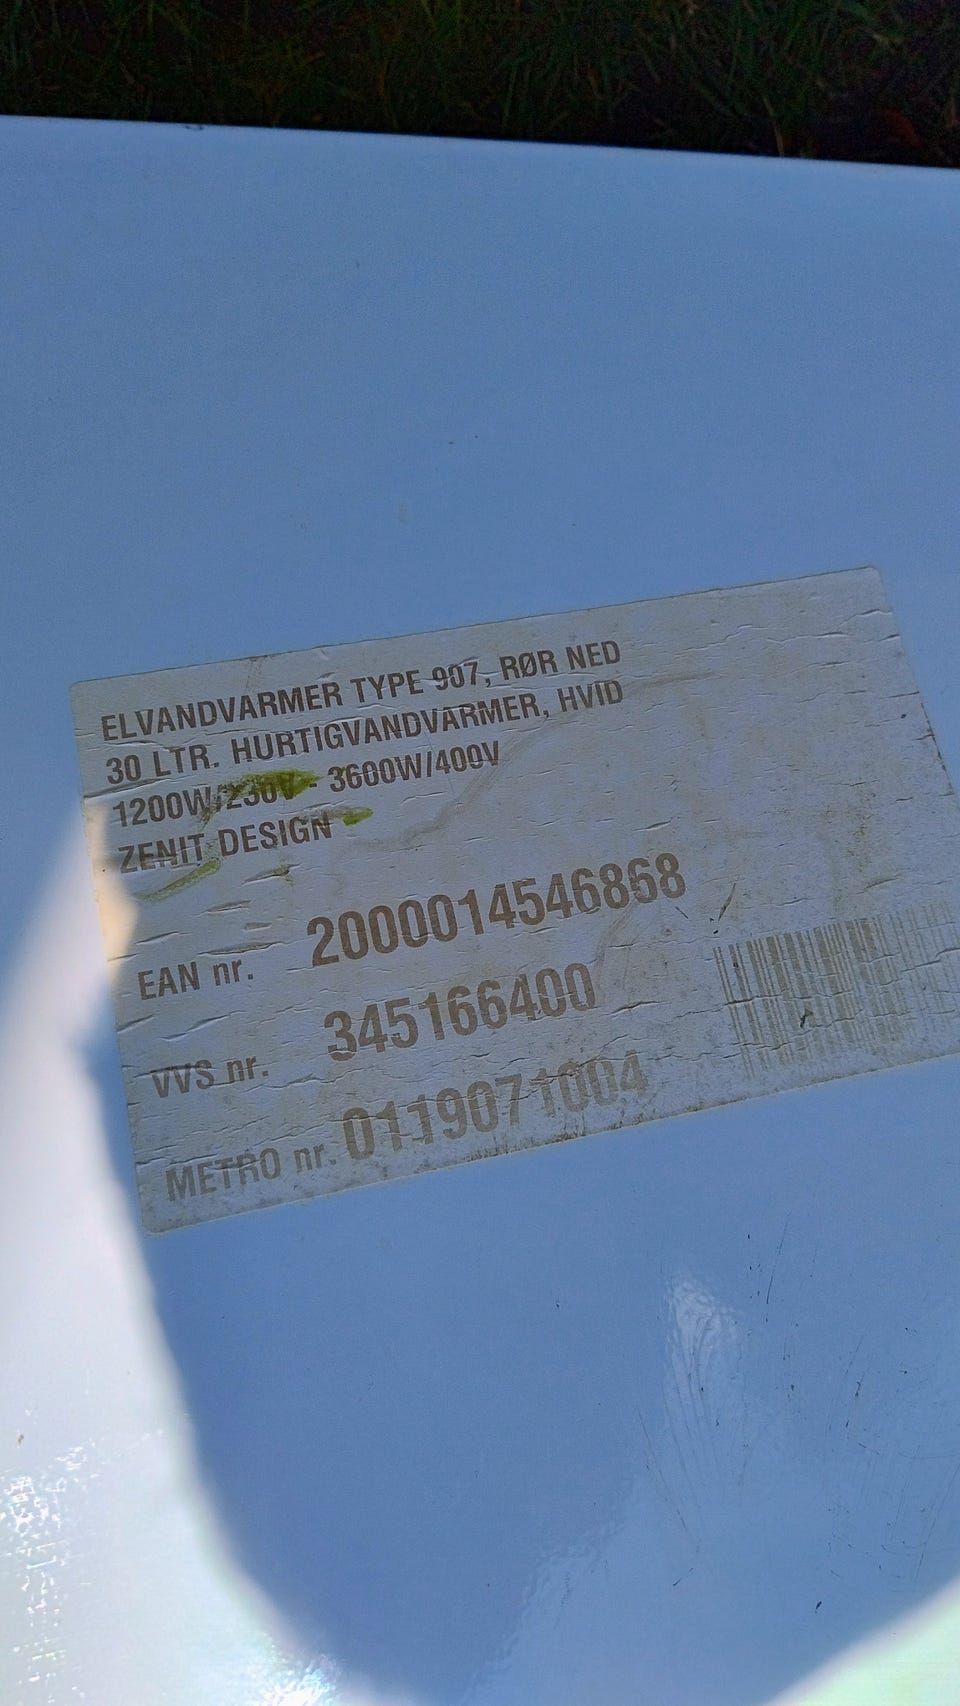 ELVANDVARMER TYPE 907, RØR NED
30 LTR. HURTIGVANDVARMER, HVID
1200W/230V - 3600W/400V
ZENIT DESIGN
EAN nr. 2000014546868
VVS nr. 345166400
METRO nr. 0119071004